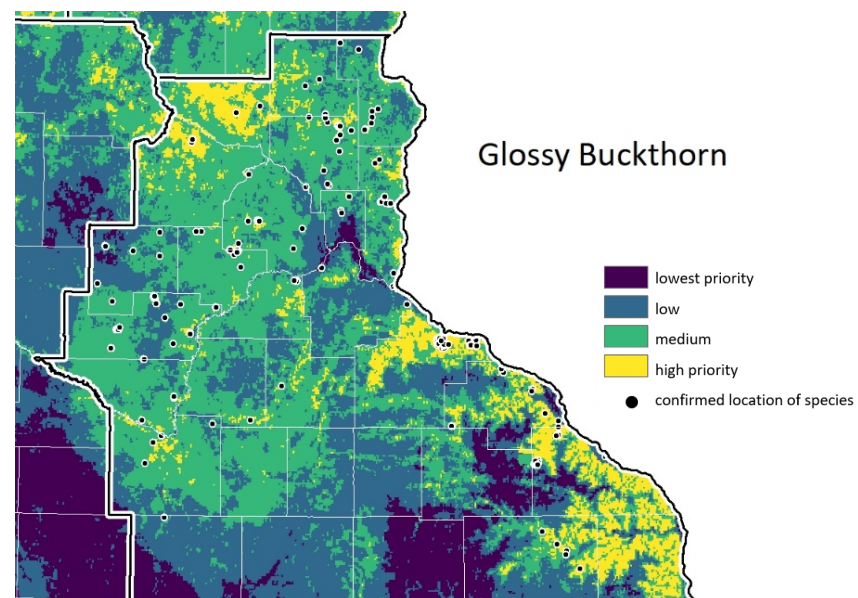 Glossy Buckthorn
lowest priority
low
medium
high priority
confirmed location of species